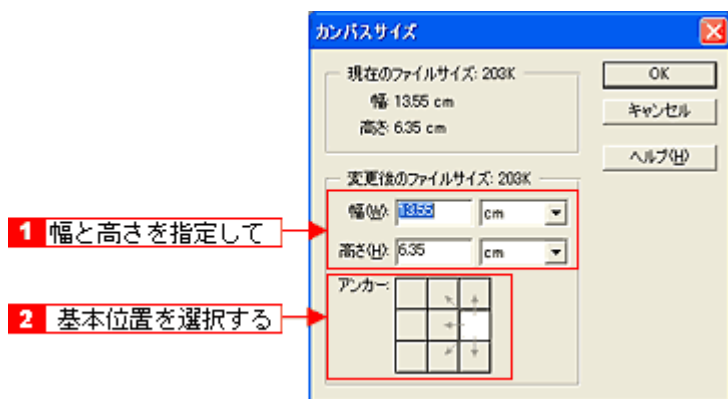 カンバスサイズ
現在のファイルサイズ: 203K
幅: 13.55 cm
高さ: 6.35 cm
OK
キャンセル
ヘルプ(H)
変更後のファイルサイズ: 203K
幅(W): 13.55 cm
高さ(H): 6.35 cm
アンカー:
1 幅と高さを指定して
2 基本位置を選択する